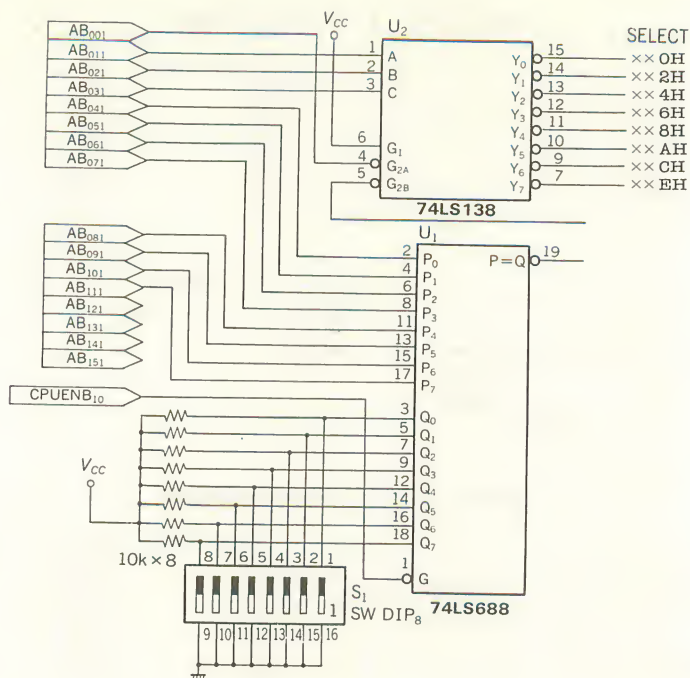 AB001
AB011
AB021
AB031
AB041
AB051
AB061
AB071
VCC
U2
1 A
2 B
3 C
6 G1
4 G2A
5 G2B
Y0 15
Y1 14
Y2 13
Y3 12
Y4 11
Y5 10
Y6 9
Y7 7
74LS138
SELECT
××0H
××2H
××4H
××6H
××8H
××AH
××CH
××EH
AB081
AB091
AB101
AB111
AB121
AB131
AB141
AB151
CPUENB10
U1
2 P0
4 P1
6 P2
8 P3
11 P4
13 P5
15 P6
17 P7
3 Q0
5 Q1
7 Q2
9 Q3
12 Q4
14 Q5
16 Q6
18 Q7
1 G
P=Q 19
74LS688
VCC
10k×8
8 7 6 5 4 3 2 1
S1
1
SW DIP8
9 10 11 12 13 14 15 16